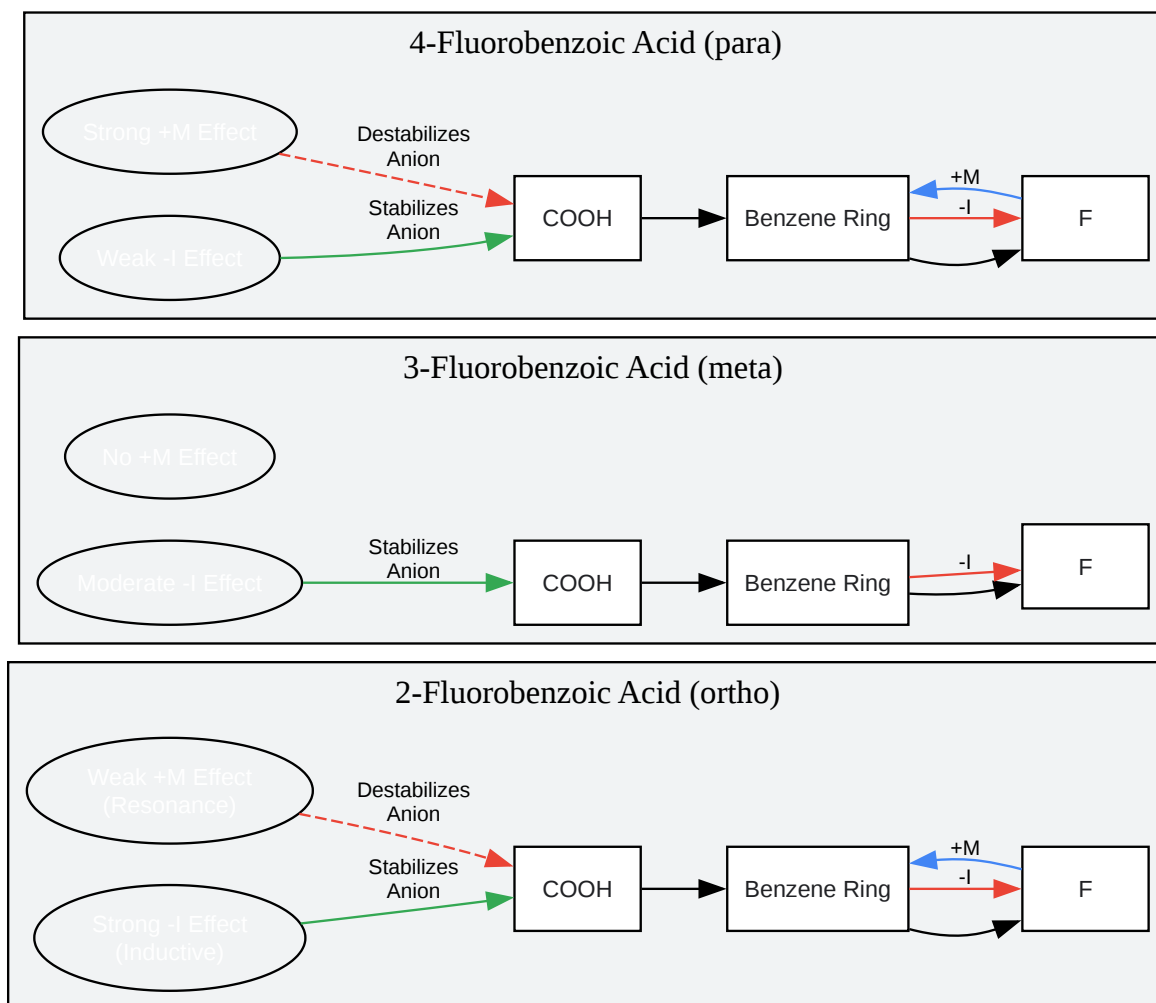 4-Fluorobenzoic Acid (para)
Strong +M Effect
Destabilizes
Anion
Weak -I Effect
Stabilizes
Anion
COOH
Benzene Ring
+M
-I
F
3-Fluorobenzoic Acid (meta)
No +M Effect
Moderate -I Effect
Stabilizes
Anion
COOH
Benzene Ring
-I
F
2-Fluorobenzoic Acid (ortho)
Weak +M Effect
(Resonance)
Destabilizes
Anion
Strong -I Effect
(Inductive)
Stabilizes
Anion
COOH
Benzene Ring
+M
-I
F